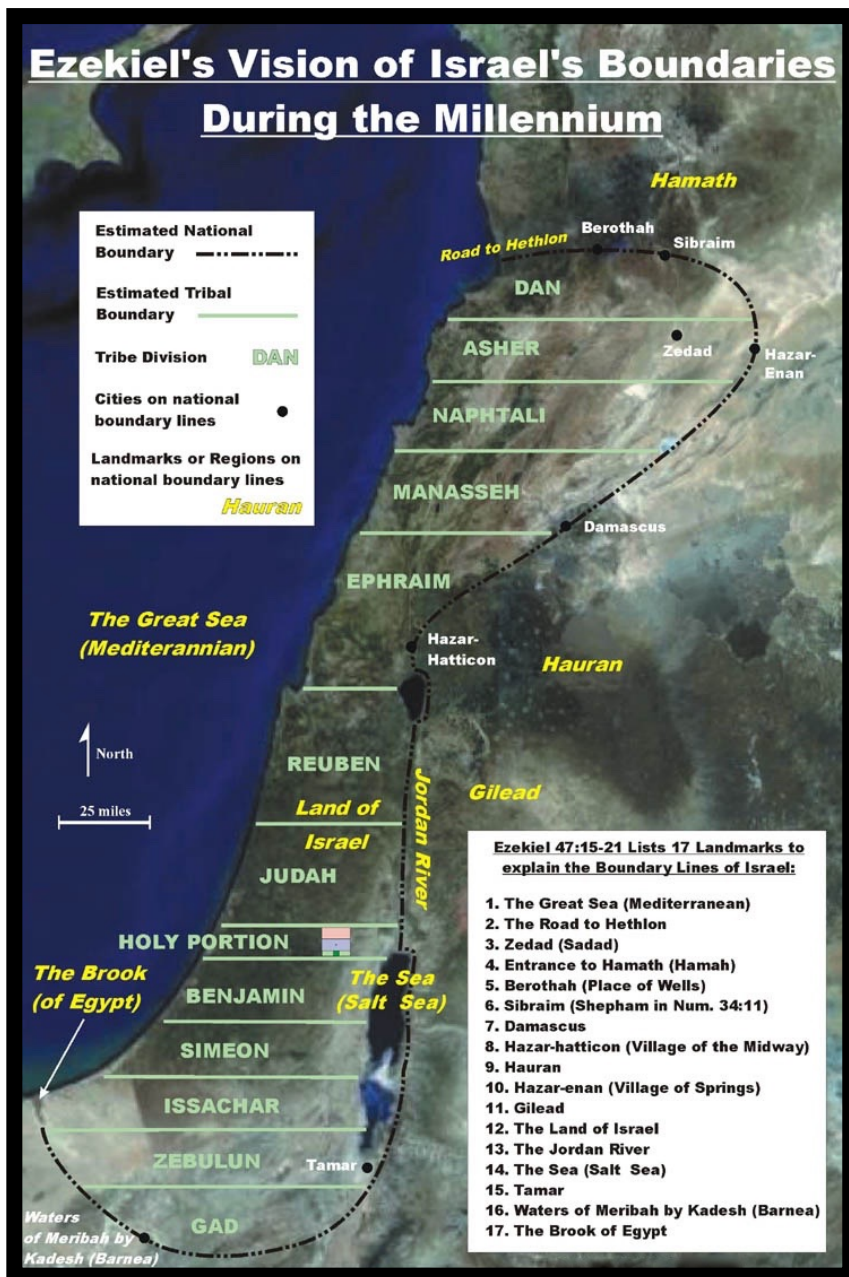 Ezekiel's Vision of Israel's Boundaries
During the Millennium
Estimated National
Boundary
Estimated Tribal
Boundary
Tribe Division DAN
Cities on national
boundary lines
Landmarks or Regions on
national boundary lines
Hauran
Hamath
Road to Hethlon
Berothah
Sibraim
DAN
ASHER
Zedad
Hazar-
Enan
NAPHTALI
MANASSEH
Damascus
EPHRAIM
The Great Sea
(Mediterannian)
Hazar-
Hatticon
Hauran
North
25 miles
REUBEN
Jordan River
Gilead
Land of
Israel
JUDAH
HOLY PORTION
The Brook
(of Egypt)
The Sea
(Salt Sea)
BENJAMIN
SIMEON
ISSACHAR
ZEBULUN
Tamar
GAD
Waters
of Meribah by
Kadesh (Barnea)
Ezekiel 47:15-21 Lists 17 Landmarks to
explain the Boundary Lines of Israel:
1. The Great Sea (Mediterranean)
2. The Road to Hethlon
3. Zedad (Sadad)
4. Entrance to Hamath (Hamah)
5. Berothah (Place of Wells)
6. Sibraim (Shepham in Num. 34:11)
7. Damascus
8. Hazar-hatticon (Village of the Midway)
9. Hauran
10. Hazar-enan (Village of Springs)
11. Gilead
12. The Land of Israel
13. The Jordan River
14. The Sea (Salt Sea)
15. Tamar
16. Waters of Meribah by Kadesh (Barnea)
17. The Brook of Egypt